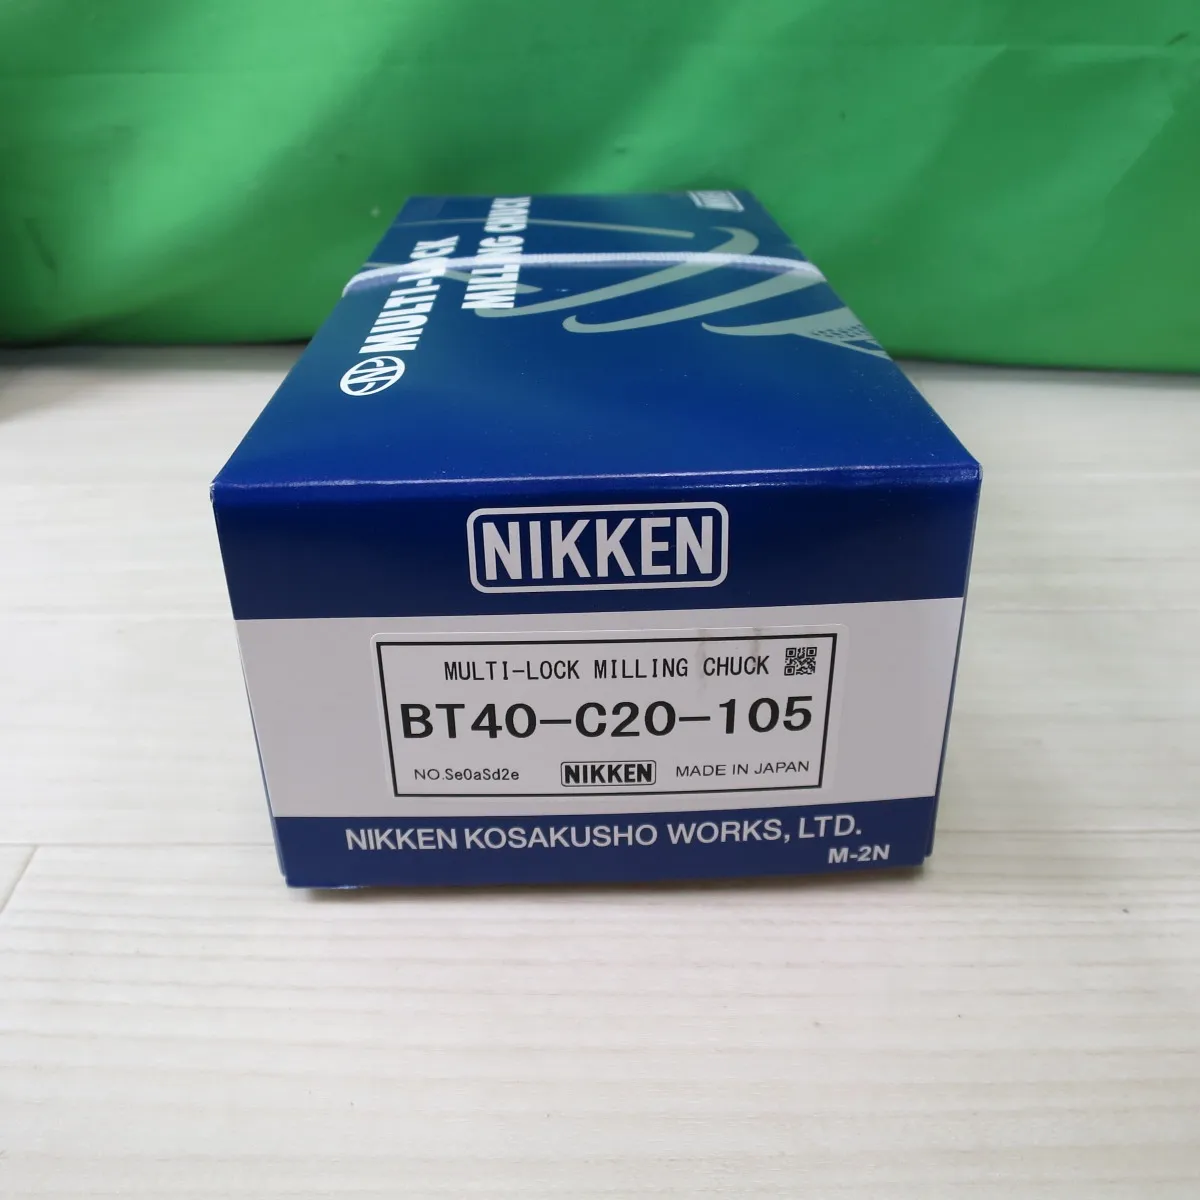 NIKKEN
MULTI-LOCK
MILLING CHUCK
NIKKEN
MULTI-LOCK MILLING CHUCK
BT40-C20-105
NO.Se0aSd2e NIKKEN MADE IN JAPAN
NIKKEN KOSAKUSHO WORKS, LTD.
M-2N